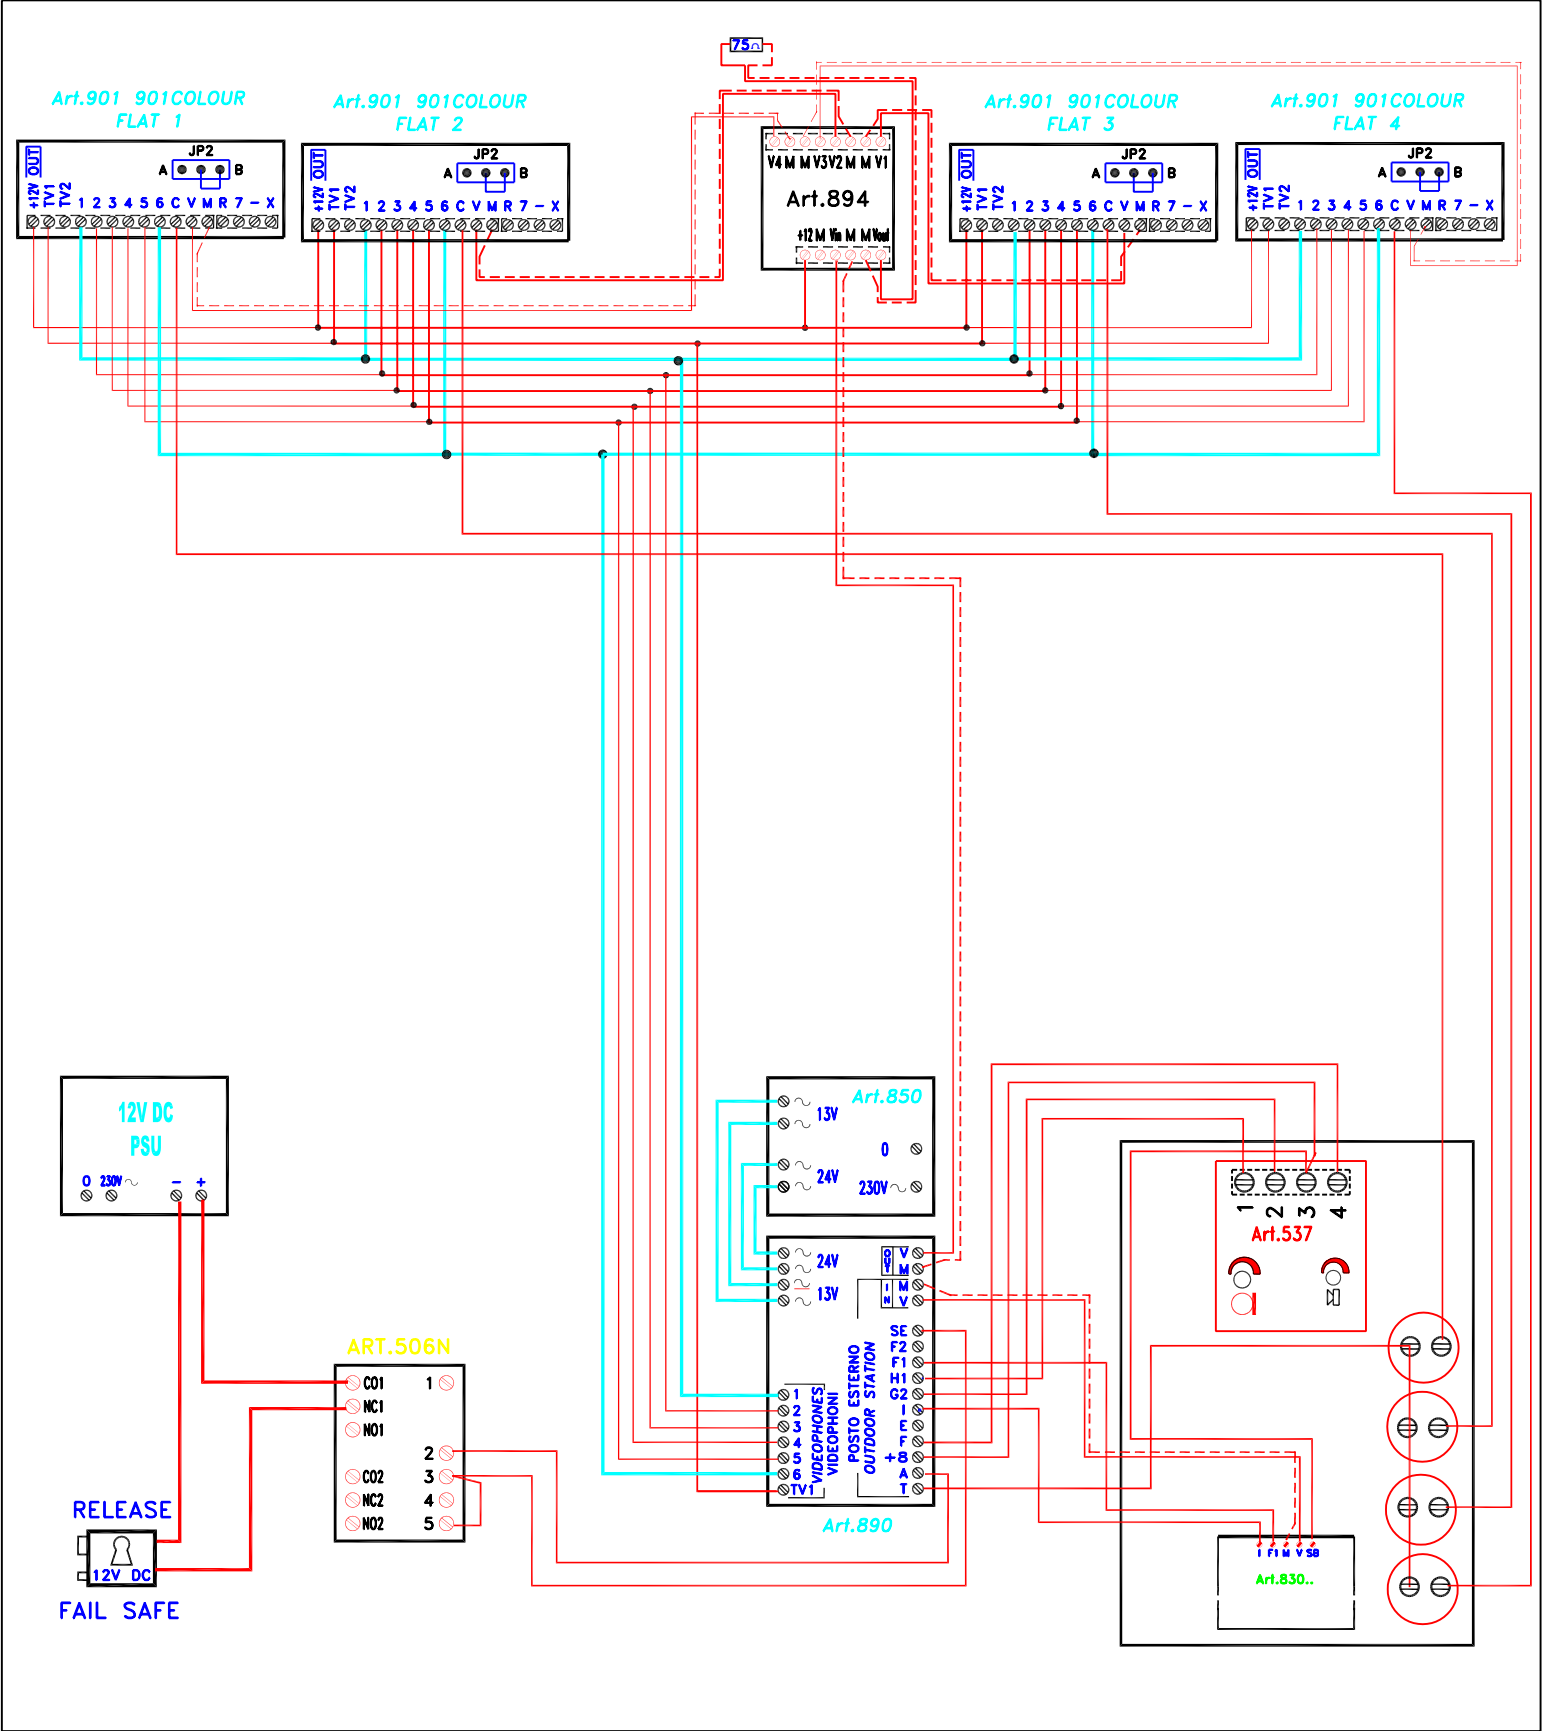 75Ω
Art.901 901COLOUR
FLAT 1
Art.901 901COLOUR
FLAT 2
Art.901 901COLOUR
FLAT 3
Art.901 901COLOUR
FLAT 4
JP2
A B
OUT
+12V TV1 TV2 1 2 3 4 5 6 C V M R 7 - X
JP2
A B
OUT
+12V TV1 TV2 1 2 3 4 5 6 C V M R 7 - X
V4 M M V3 V2 M M V1
Art.894
+12 M Vin M M Vout
JP2
A B
OUT
+12V TV1 TV2 1 2 3 4 5 6 C V M R 7 - X
JP2
A B
OUT
+12V TV1 TV2 1 2 3 4 5 6 C V M R 7 - X
12V DC
PSU
0 230V ~ - +
Art.850
~
13V
~
0
~
24V
~
230V ~
~
24V
~
~
13V
~
OUT
V
M
IN
M
V
SE
F2
F1
H1
G2
I
E
F
+8
A
T
POSTO ESTERNO
OUTDOOR STATION
1
2
3
4
5
6
TV1
VIDEOPHONES
VIDEOPHONI
Art.890
1 2 3 4
Art.537
I F1 M V SB
Art.830..
ART.506N
CO1 1
NC1
NO1
2
CO2 3
NC2 4
NO2 5
RELEASE
12V DC
FAIL SAFE